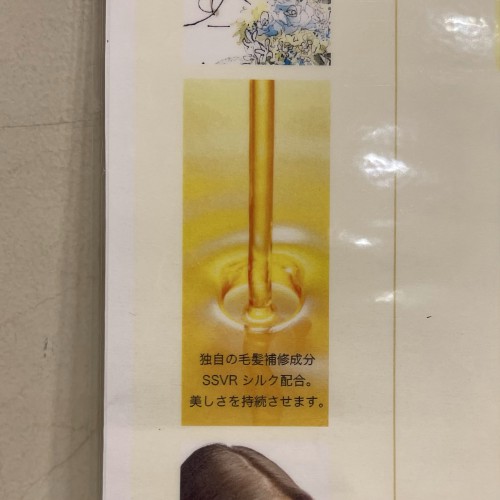 独自の毛髪補修成分
SSVR シルク配合。
美しさを持続させます。